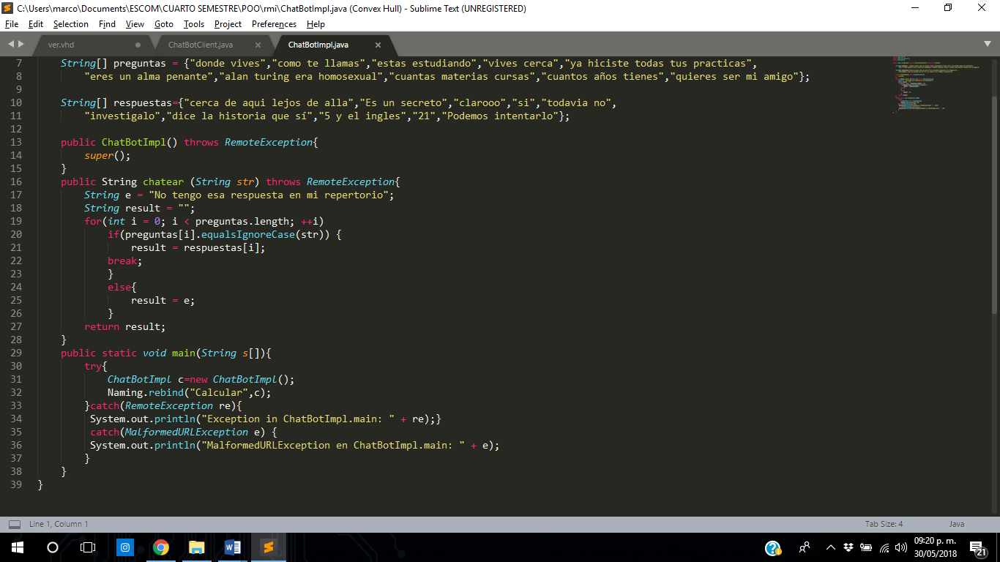 C:\Users\marco\Documents\ESCOM\CUARTO SEMESTRE\POO\rmi\ChatBotImpl.java (Convex Hull) - Sublime Text (UNREGISTERED)
File Edit Selection Find View Goto Tools Project Preferences Help
ver.vhd ChatBotClient.java ChatBotImpl.java
7 String[] preguntas = {"donde vives","como te llamas","estas estudiando","vives cerca","ya hiciste todas tus practicas",
8 "eres un alma penante","alan turing era homosexual","cuantas materias cursas","cuantos años tienes","quieres ser mi amigo"};
9
10 String[] respuestas={"cerca de aqui lejos de alla","Es un secreto","clarooo","si","todavia no",
11 "investigalo","dice la historia que sí","5 y el ingles","21","Podemos intentarlo"};
12
13 public ChatBotImpl() throws RemoteException{
14 super();
15 }
16 public String chatear (String str) throws RemoteException{
17 String e = "No tengo esa respuesta en mi repertorio";
18 String result = "";
19 for(int i = 0; i < preguntas.length; ++i)
20 if(preguntas[i].equalsIgnoreCase(str)) {
21 result = respuestas[i];
22 break;
23 }
24 else{
25 result = e;
26 }
27 return result;
28 }
29 public static void main(String s[]){
30 try{
31 ChatBotImpl c=new ChatBotImpl();
32 Naming.rebind("Calcular",c);
33 }catch(RemoteException re){
34 System.out.println("Exception in ChatBotImpl.main: " + re);}
35 catch(MalformedURLException e) {
36 System.out.println("MalformedURLException en ChatBotImpl.main: " + e);
37 }
38 }
39 }
Line 1, Column 1 Tab Size: 4 Java
09:20 p. m.
30/05/2018
21